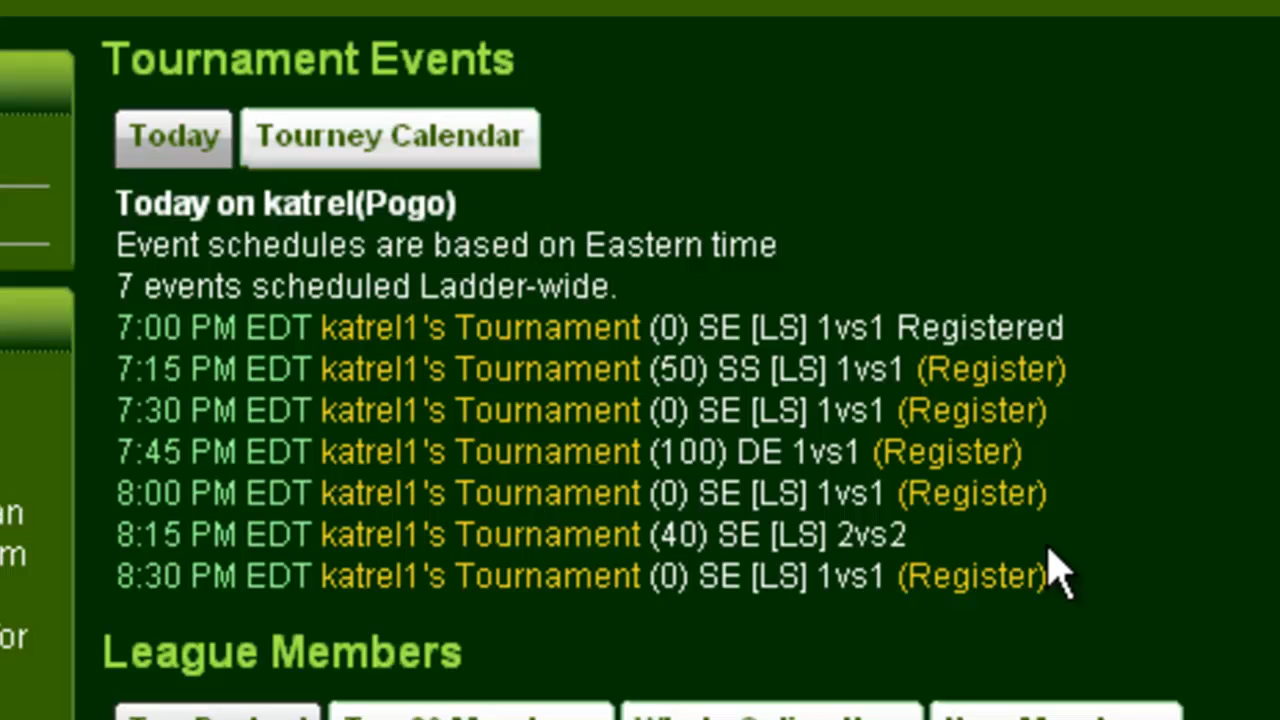 Tournament Events
Today Tourney Calendar
Today on katrel(Pogo)
Event schedules are based on Eastern time
7 events scheduled Ladder-wide.
7:00 PM EDT katrel1's Tournament (0) SE [LS] 1vs1 Registered
7:15 PM EDT katrel1's Tournament (50) SS [LS] 1vs1 (Register)
7:30 PM EDT katrel1's Tournament (0) SE [LS] 1vs1 (Register)
7:45 PM EDT katrel1's Tournament (100) DE 1vs1 (Register)
8:00 PM EDT katrel1's Tournament (0) SE [LS] 1vs1 (Register)
8:15 PM EDT katrel1's Tournament (40) SE [LS] 2vs2
8:30 PM EDT katrel1's Tournament (0) SE [LS] 1vs1 (Register)
League Members